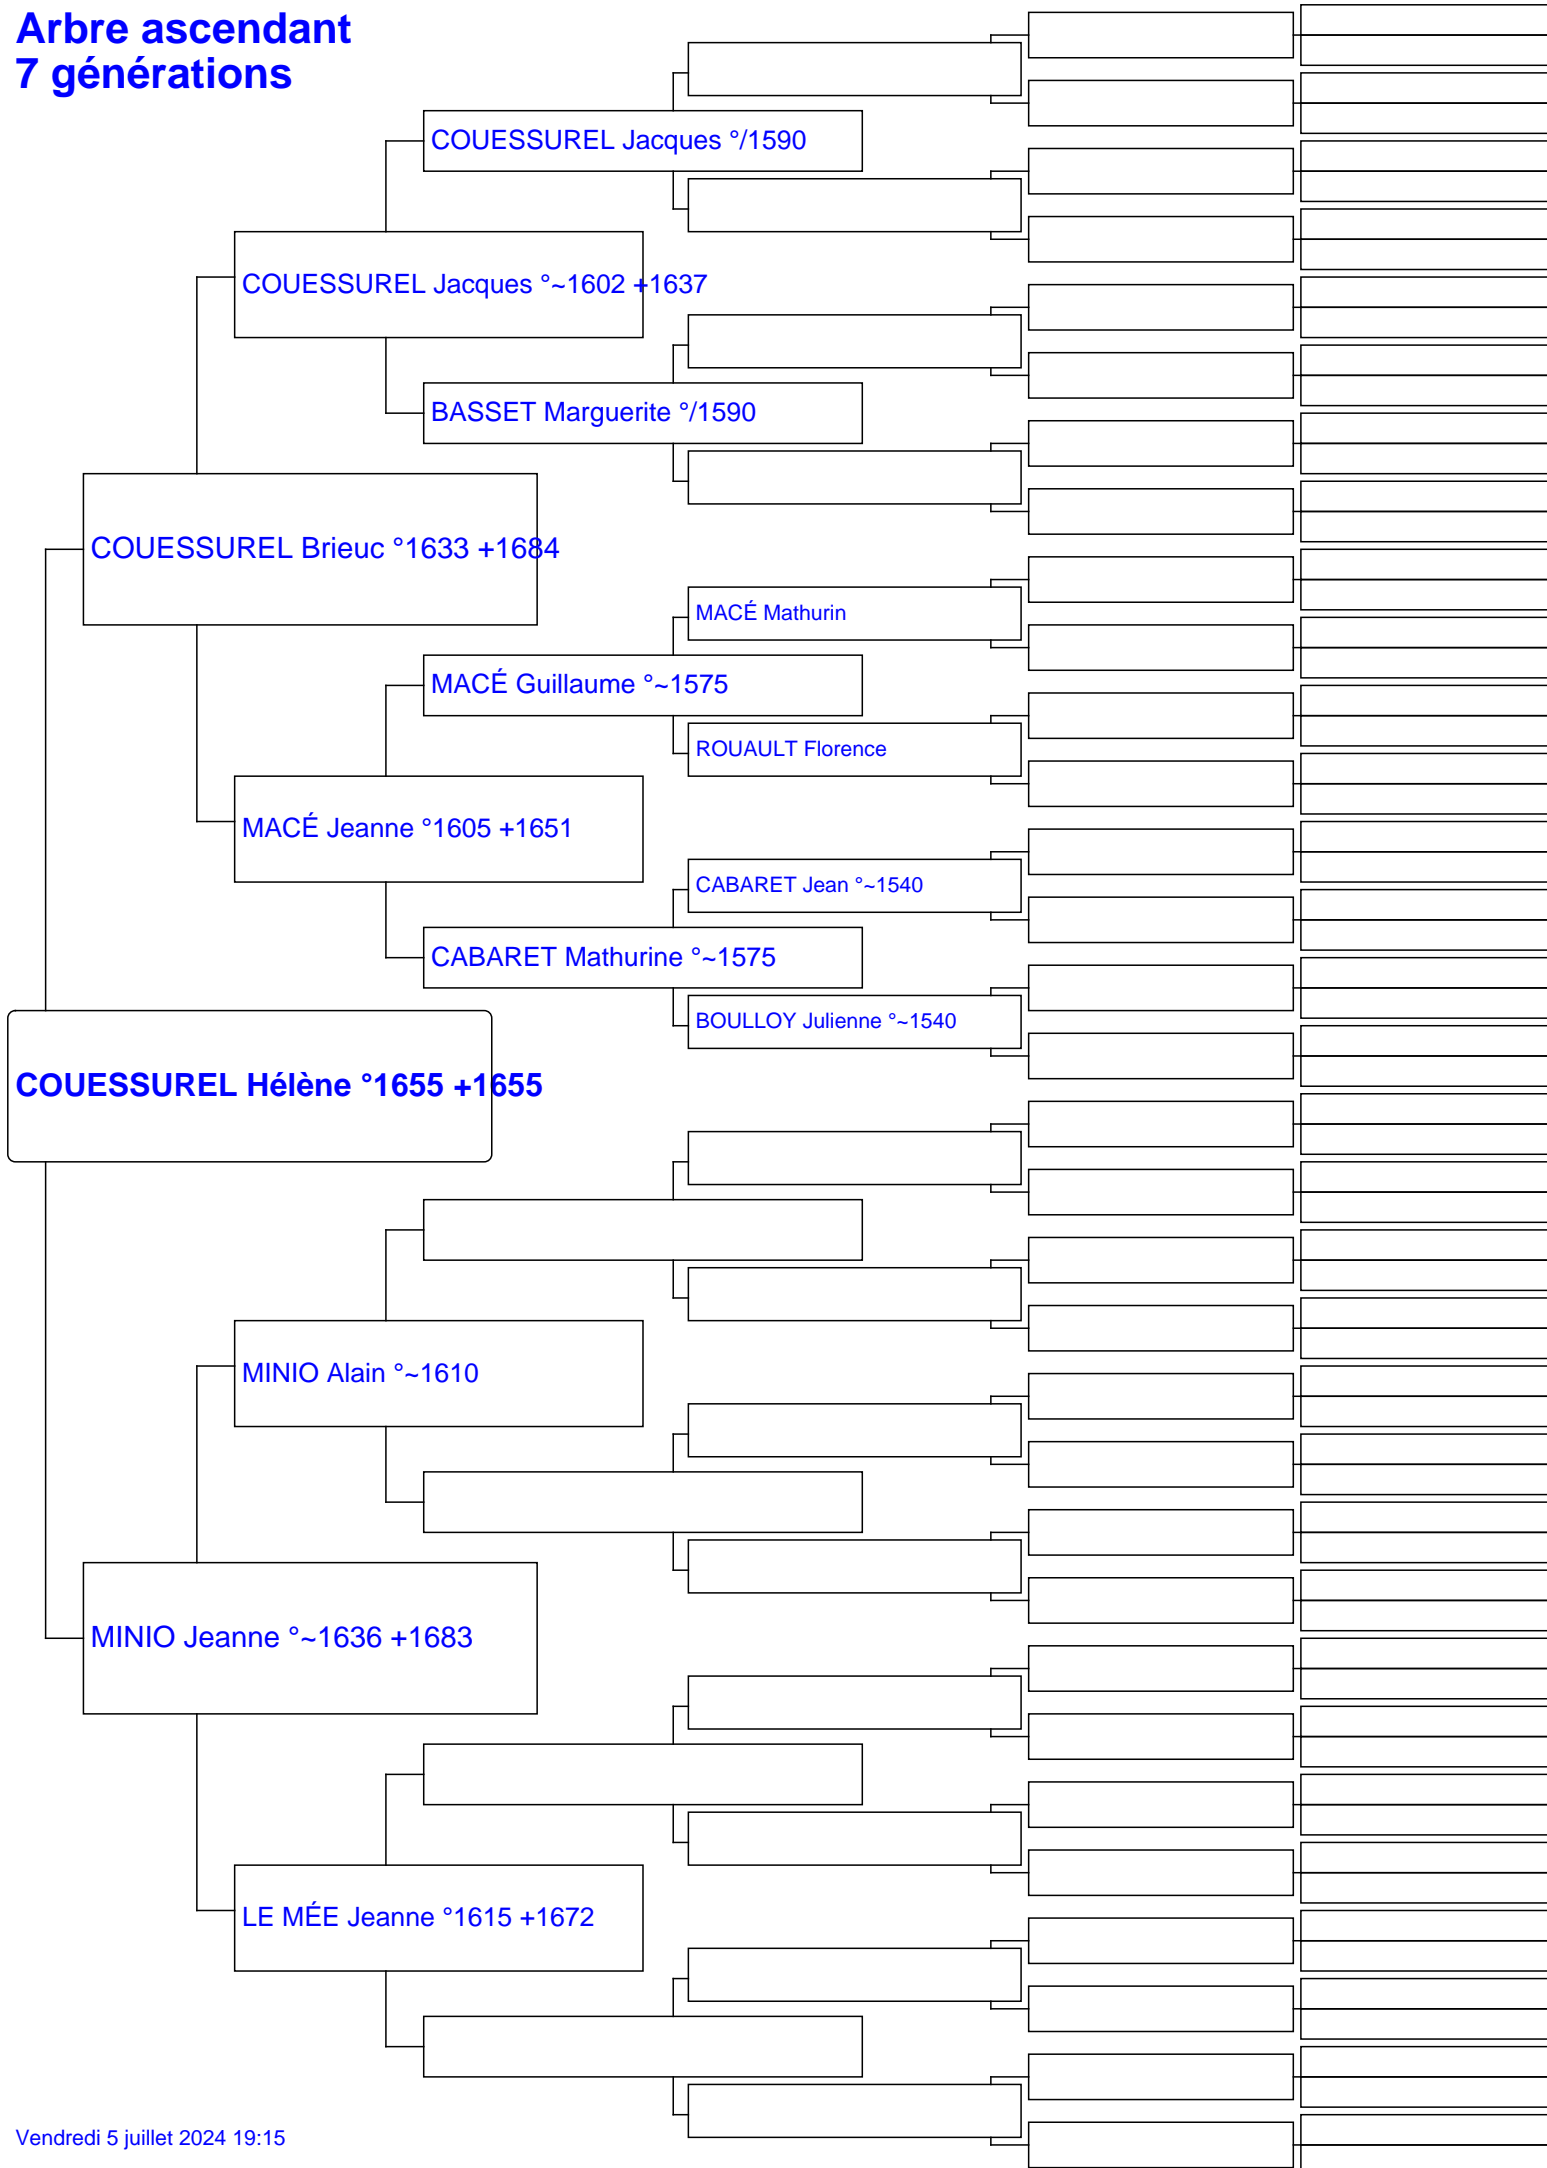 Arbre ascendant
7 générations
COUESSUREL Jacques °/1590
COUESSUREL Jacques °~1602 +1637
BASSET Marguerite °/1590
COUESSUREL Brieuc °1633 +1684
MACÉ Mathurin
MACÉ Guillaume °~1575
ROUAULT Florence
MACÉ Jeanne °1605 +1651
CABARET Jean °~1540
CABARET Mathurine °~1575
BOULLOY Julienne °~1540
COUESSUREL Hélène °1655 +1655
MINIO Alain °~1610
MINIO Jeanne °~1636 +1683
LE MÉE Jeanne °1615 +1672
Vendredi 5 juillet 2024 19:15